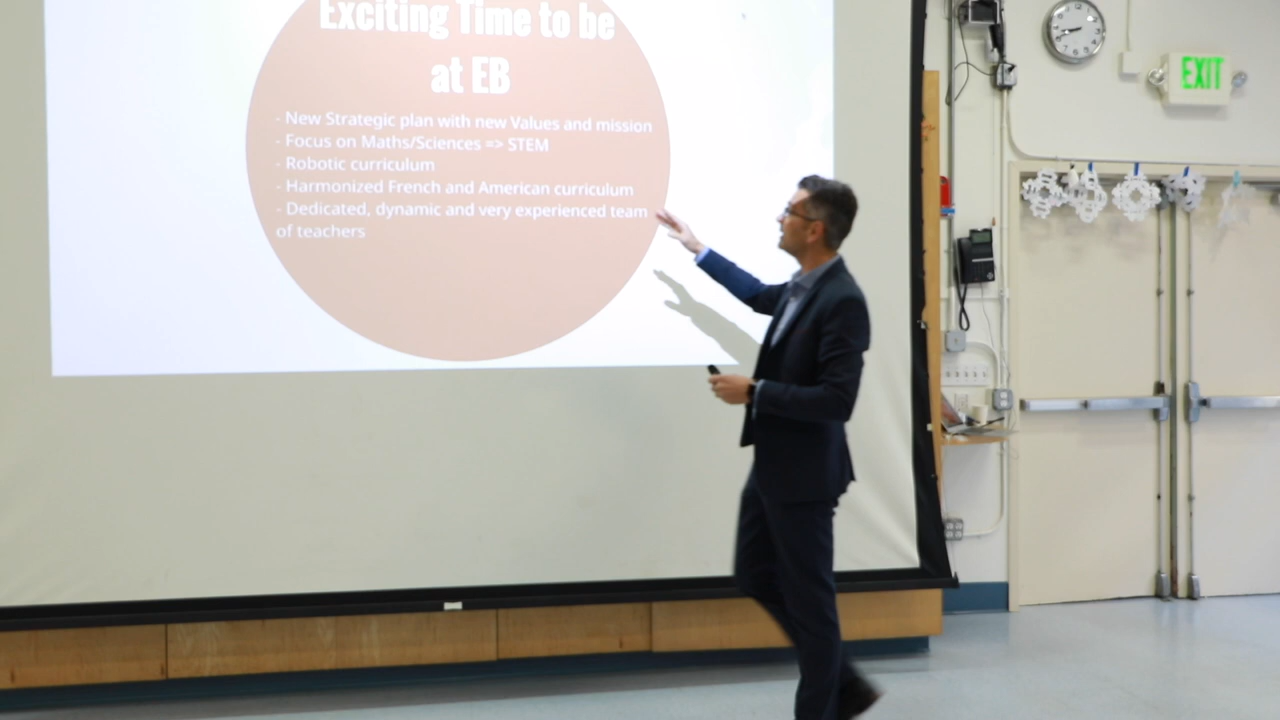 Exciting Time to be
at EB
- New Strategic plan with new Values and mission
- Focus on Maths/Sciences => STEM
- Robotic curriculum
- Harmonized French and American curriculum
- Dedicated, dynamic and very experienced team
of teachers
EXIT